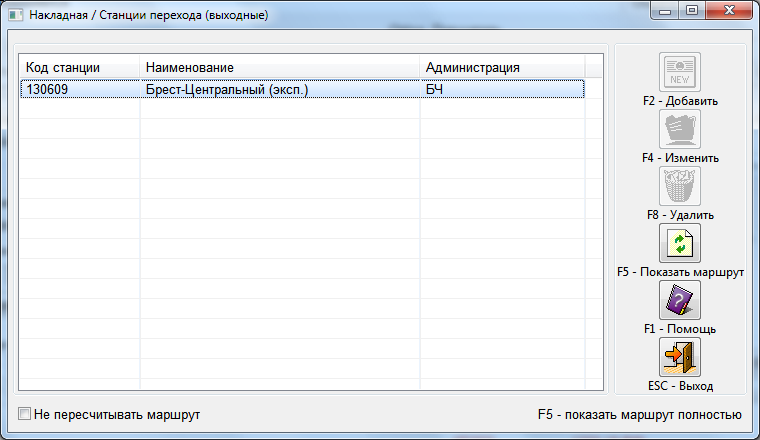 Накладная / Станции перехода (выходные)
Код станции Наименование Администрация
130609 Брест-Центральный (эксп.) БЧ
NEW
F2 - Добавить
F4 - Изменить
F8 - Удалить
F5 - Показать маршрут
F1 - Помощь
ESC - Выход
Не пересчитывать маршрут
F5 - показать маршрут полностью